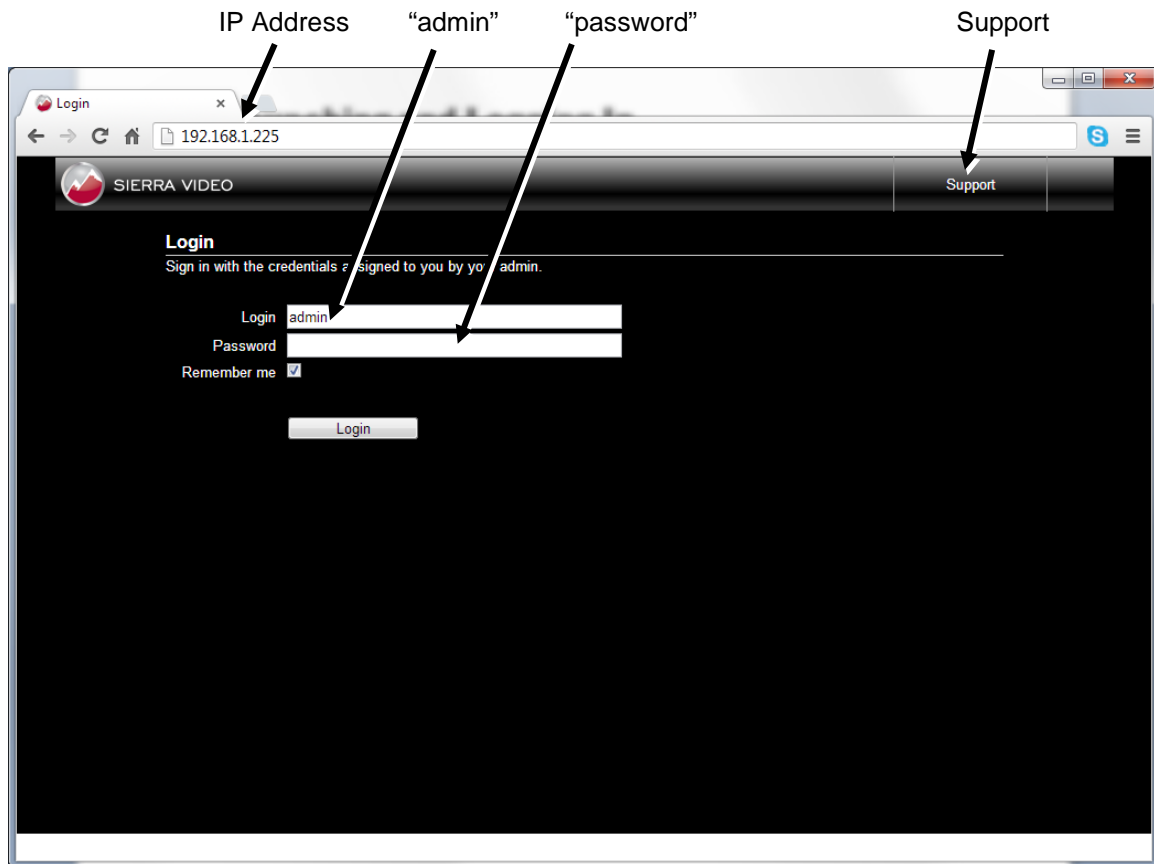 IP Address “admin” “password” Support
Login
192.168.1.225
SIERRA VIDEO
Support
Login
Sign in with the credentials assigned to you by your admin.
Login admin
Password
Remember me
Login